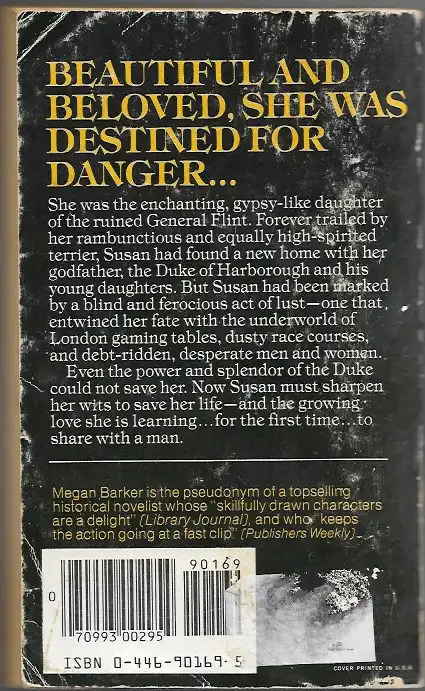 BEAUTIFUL AND
BELOVED, SHE WAS
DESTINED FOR
DANGER...
She was the enchanting, gypsy-like daughter
of the ruined General Flint. Forever trailed by
her rambunctious and equally high-spirited
terrier, Susan had found a new home with her
godfather, the Duke of Harborough and his
young daughters. But Susan had been marked
by a blind and ferocious act of lust—one that
entwined her fate with the underworld of
London gaming tables, dusty race courses,
and debt-ridden, desperate men and women.
Even the power and splendor of the Duke
could not save her. Now Susan must sharpen
her wits to save her life—and the growing
love she is learning...for the first time...to
share with a man.
Megan Barker is the pseudonym of a topselling
historical novelist whose "skillfully drawn characters
are a delight" (Library Journal), and who "keeps
the action going at a fast clip." (Publishers Weekly).
90169
0
70993 00295
ISBN 0-446-90169-5
COVER PRINTED IN U.S.A.